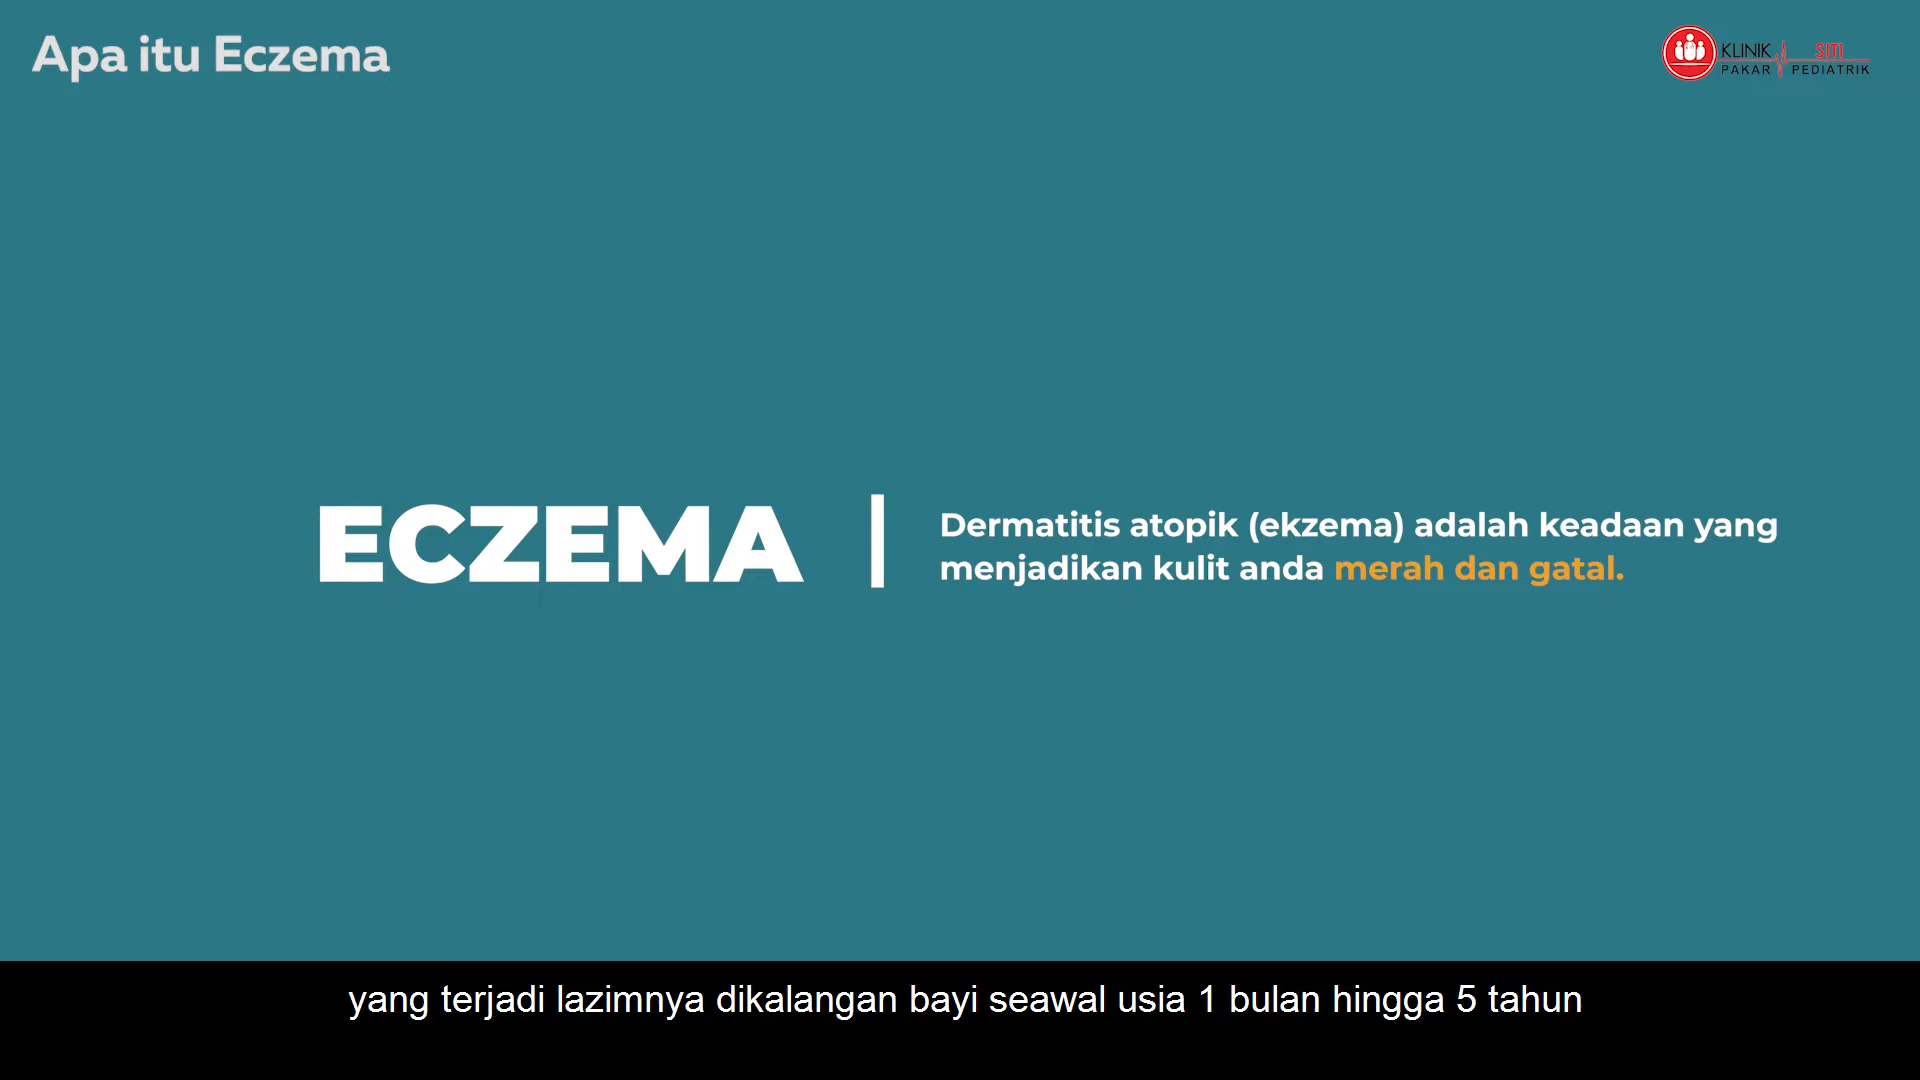 Apa itu Eczema
KLINIK SITI
PAKAR PEDIATRIK
ECZEMA
Dermatitis atopik (ekzema) adalah keadaan yang
menjadikan kulit anda merah dan gatal.
yang terjadi lazimnya dikalangan bayi seawal usia 1 bulan hingga 5 tahun